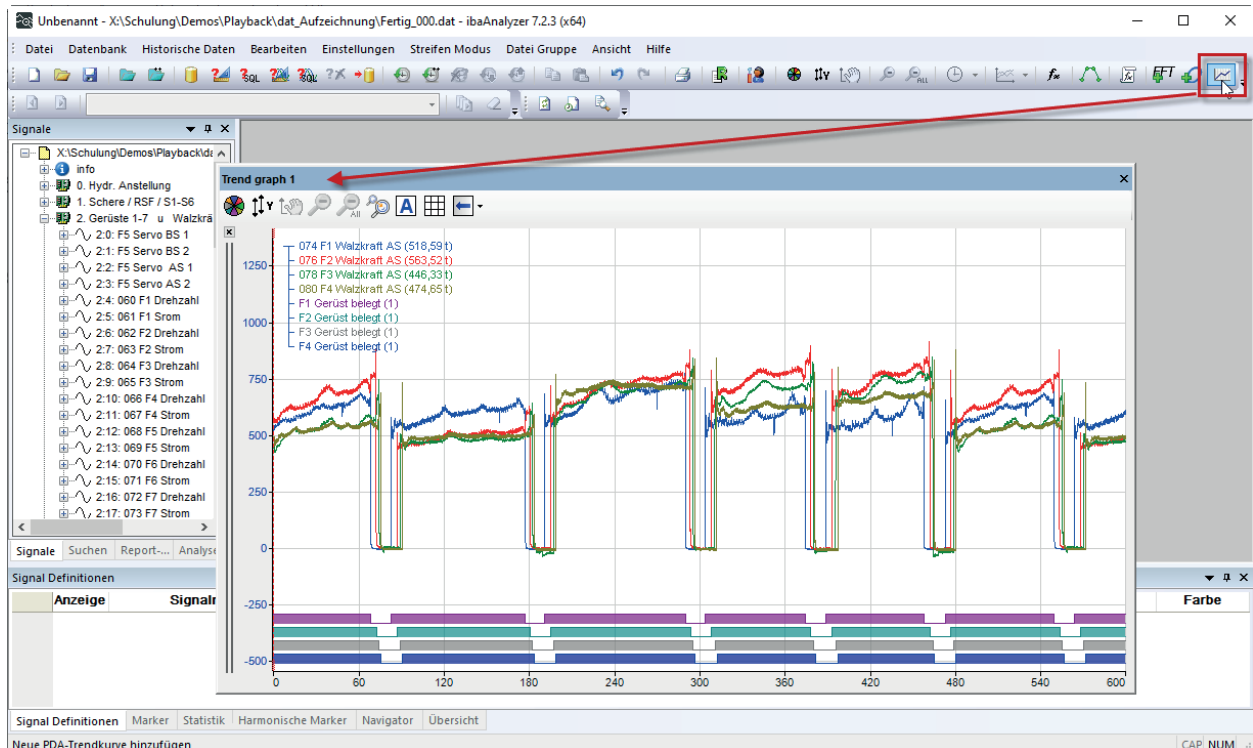 Unbenannt - X:\Schulung\Demos\Playback\dat_Aufzeichnung\Fertig_000.dat - ibaAnalyzer 7.2.3 (x64)
Datei Datenbank Historische Daten Bearbeiten Einstellungen Streifen Modus Datei Gruppe Ansicht Hilfe
SQL SQL ALL FFT
Signale
X:\Schulung\Demos\Playback\da
info
0. Hydr. Anstellung
1. Schere / RSF / S1-S6
2. Gerüste 1-7 u Walzkrä
2:0: F5 Servo BS 1
2:1: F5 Servo BS 2
2:2: F5 Servo AS 1
2:3: F5 Servo AS 2
2:4: 060 F1 Drehzahl
2:5: 061 F1 Srom
2:6: 062 F2 Drehzahl
2:7: 063 F2 Strom
2:8: 064 F3 Drehzahl
2:9: 065 F3 Strom
2:10: 066 F4 Drehzahl
2:11: 067 F4 Strom
2:12: 068 F5 Drehzahl
2:13: 069 F5 Strom
2:14: 070 F6 Drehzahl
2:15: 071 F6 Strom
2:16: 072 F7 Drehzahl
2:17: 073 F7 Strom
Signale Suchen Report-... Analyse
Trend graph 1
Y All A
074 F1 Walzkraft AS (518,59 t)
076 F2 Walzkraft AS (563,52 t)
078 F3 Walzkraft AS (446,33 t)
080 F4 Walzkraft AS (474,65 t)
F1 Gerüst belegt (1)
F2 Gerüst belegt (1)
F3 Gerüst belegt (1)
F4 Gerüst belegt (1)
1250
1000
750
500
250
0
-250
-500
0 60 120 180 240 300 360 420 480 540 600
Signal Definitionen
Anzeige Signaln Farbe
Signal Definitionen Marker Statistik Harmonische Marker Navigator Übersicht
Neue PDA-Trendkurve hinzufügen CAP NUM